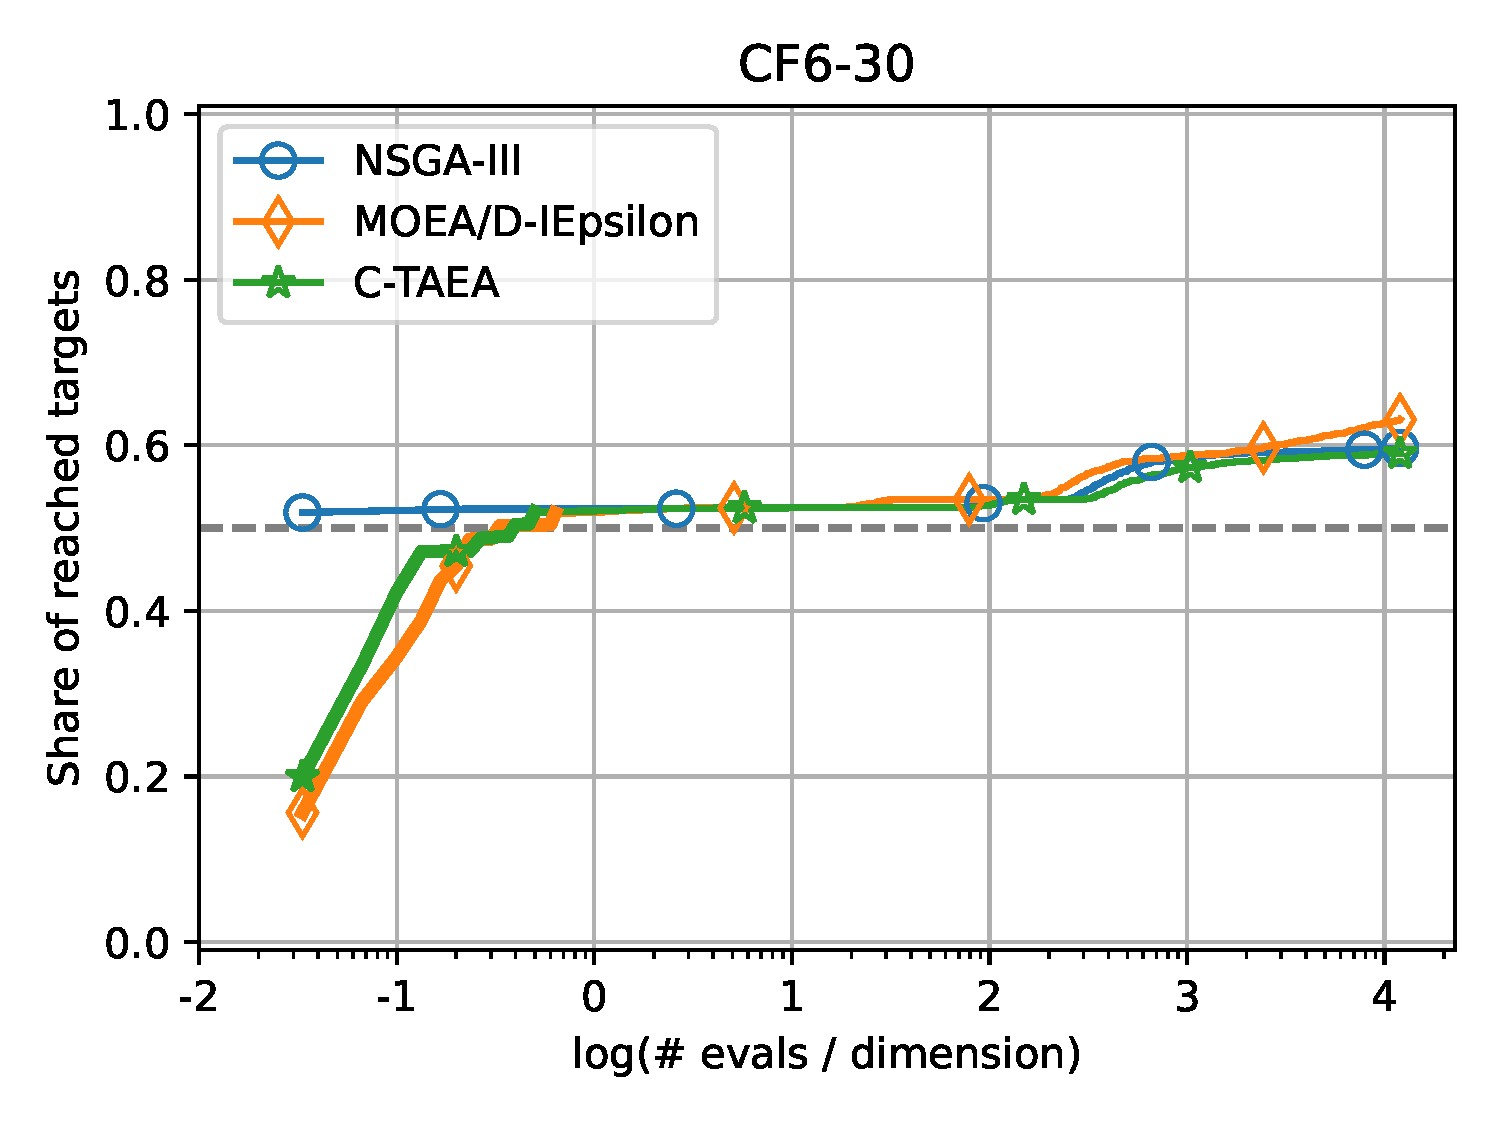 CF6-30
1.0
0.8
0.6
0.4
0.2
0.0
Share of reached targets
NSGA-III
MOEA/D-IEpsilon
C-TAEA
-2 -1 0 1 2 3 4
log(# evals / dimension)